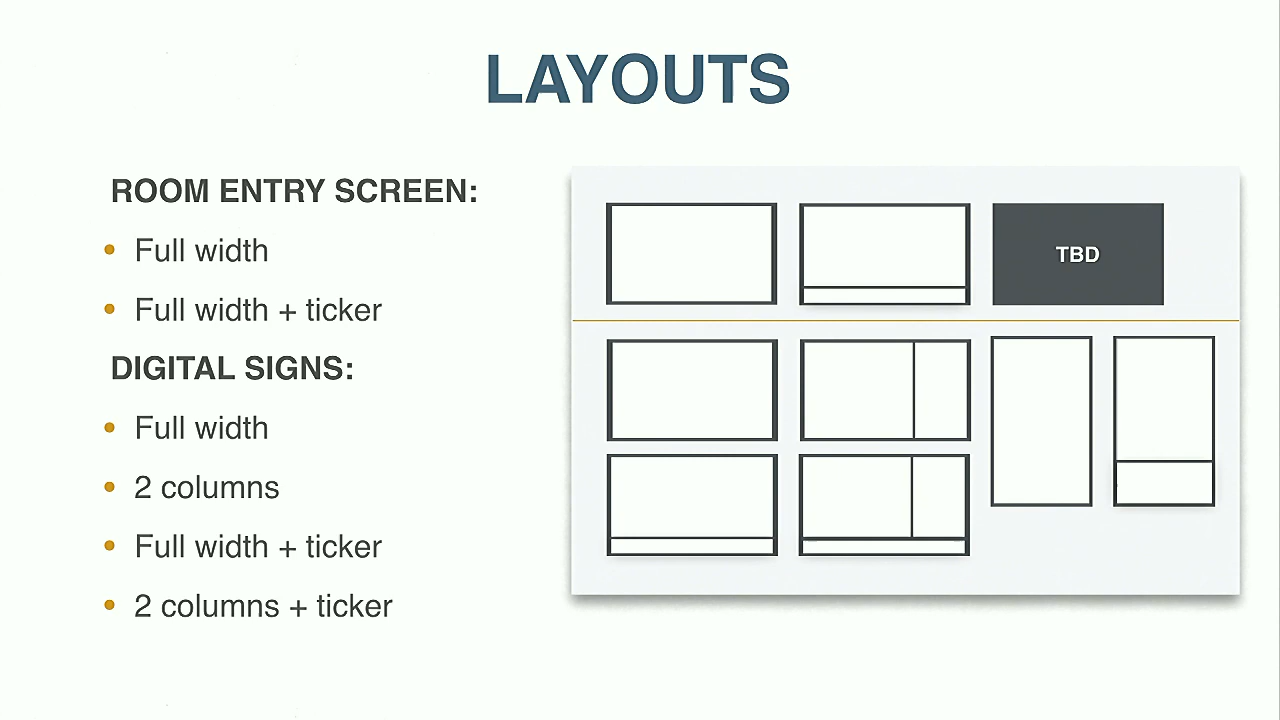 LAYOUTS
ROOM ENTRY SCREEN:
• Full width
• Full width + ticker
DIGITAL SIGNS:
• Full width
• 2 columns
• Full width + ticker
• 2 columns + ticker
TBD